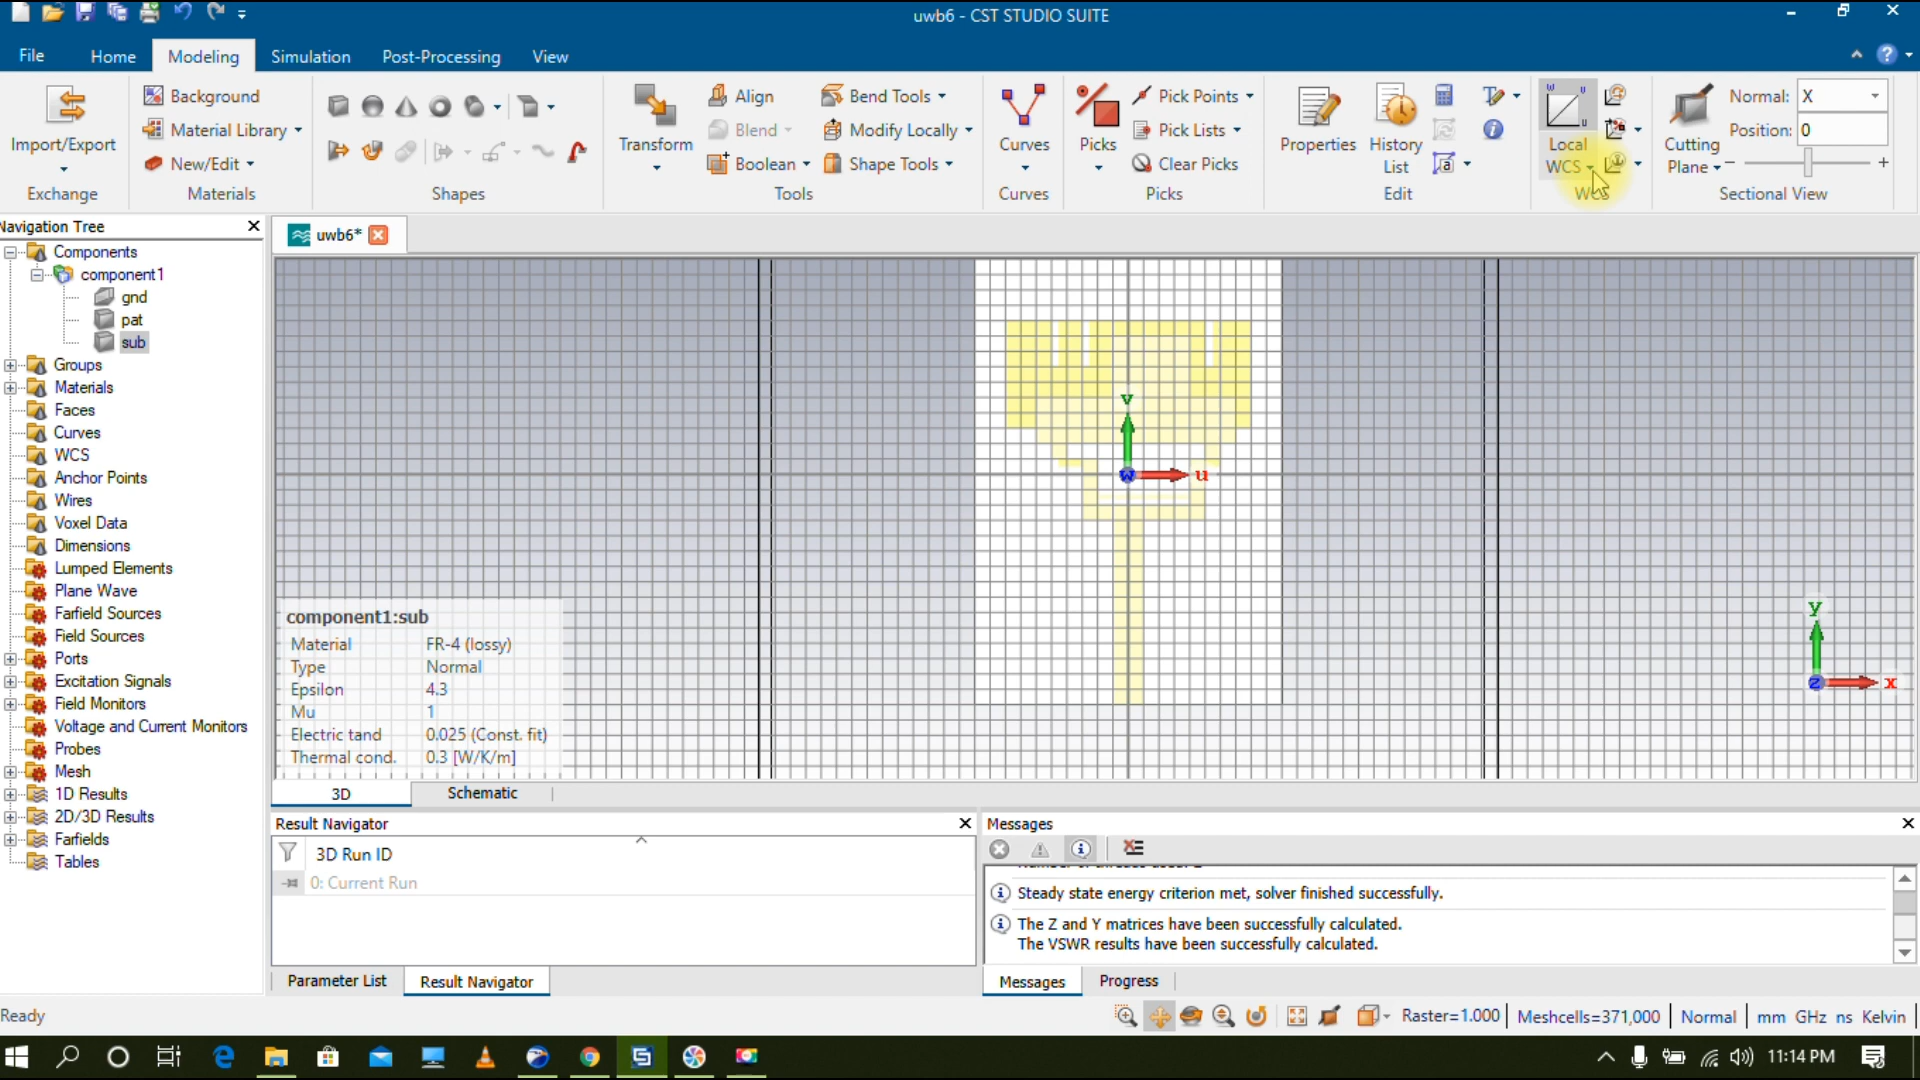 uwb6 - CST STUDIO SUITE
File Home Modeling Simulation Post-Processing View
Import/Export
Exchange
Background
Material Library
New/Edit
Materials
Shapes
Transform
Align
Blend
Boolean
Bend Tools
Modify Locally
Shape Tools
Tools
Curves
Curves
Picks
Pick Points
Pick Lists
Clear Picks
Picks
Properties
History
List
Edit
Local
WCS
WCS
Cutting
Plane
Normal: X
Position: 0
Sectional View
Navigation Tree
Components
component1
gnd
pat
sub
Groups
Materials
Faces
Curves
WCS
Anchor Points
Wires
Voxel Data
Dimensions
Lumped Elements
Plane Wave
Farfield Sources
Field Sources
Ports
Excitation Signals
Field Monitors
Voltage and Current Monitors
Probes
Mesh
1D Results
2D/3D Results
Farfields
Tables
uwb6*
v
w u
y
z x
component1:sub
Material FR-4 (lossy)
Type Normal
Epsilon 4.3
Mu 1
Electric tand 0.025 (Const. fit)
Thermal cond. 0.3 [W/K/m]
3D Schematic
Result Navigator
3D Run ID
0: Current Run
Parameter List Result Navigator
Messages
Steady state energy criterion met, solver finished successfully.
The Z and Y matrices have been successfully calculated.
The VSWR results have been successfully calculated.
Messages Progress
Ready
Raster=1.000 Meshcells=371,000 Normal mm GHz ns Kelvin
11:14 PM